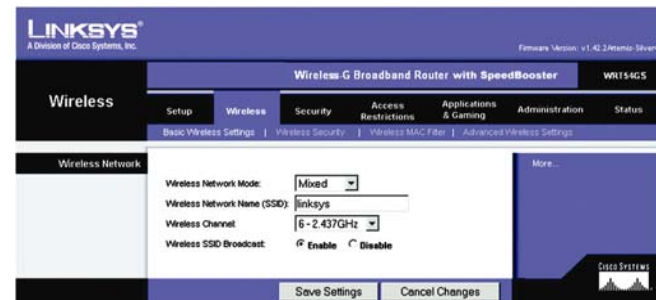 LINKSYS®
A Division of Cisco Systems, Inc.
Firmware Version: v1.42.2
Wireless-G Broadband Router with SpeedBooster WRT54GS
Wireless
Setup Wireless Security Access Restrictions Applications & Gaming Administration Status
Basic Wireless Settings | Wireless Security | Wireless MAC Filter | Advanced Wireless Settings
Wireless Network
More...
Wireless Network Mode: Mixed
Wireless Network Name (SSID): linksys
Wireless Channel: 6 - 2.437GHz
Wireless SSID Broadcast: Enable Disable
CISCO SYSTEMS
Save Settings Cancel Changes